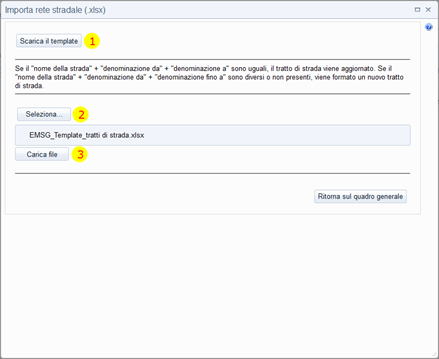 Importa rete stradale (.xlsx)
Scarica il template 1
Se il "nome della strada" + "denominazione da" + "denominazione a" sono uguali, il tratto di strada viene aggiornato. Se il
"nome della strada" + "denominazione da" + "denominazione fino a" sono diversi o non presenti, viene formato un nuovo tratto
di strada.
Seleziona... 2
EMSG_Template_tratti di strada.xlsx
Carica file 3
Ritorna sul quadro generale